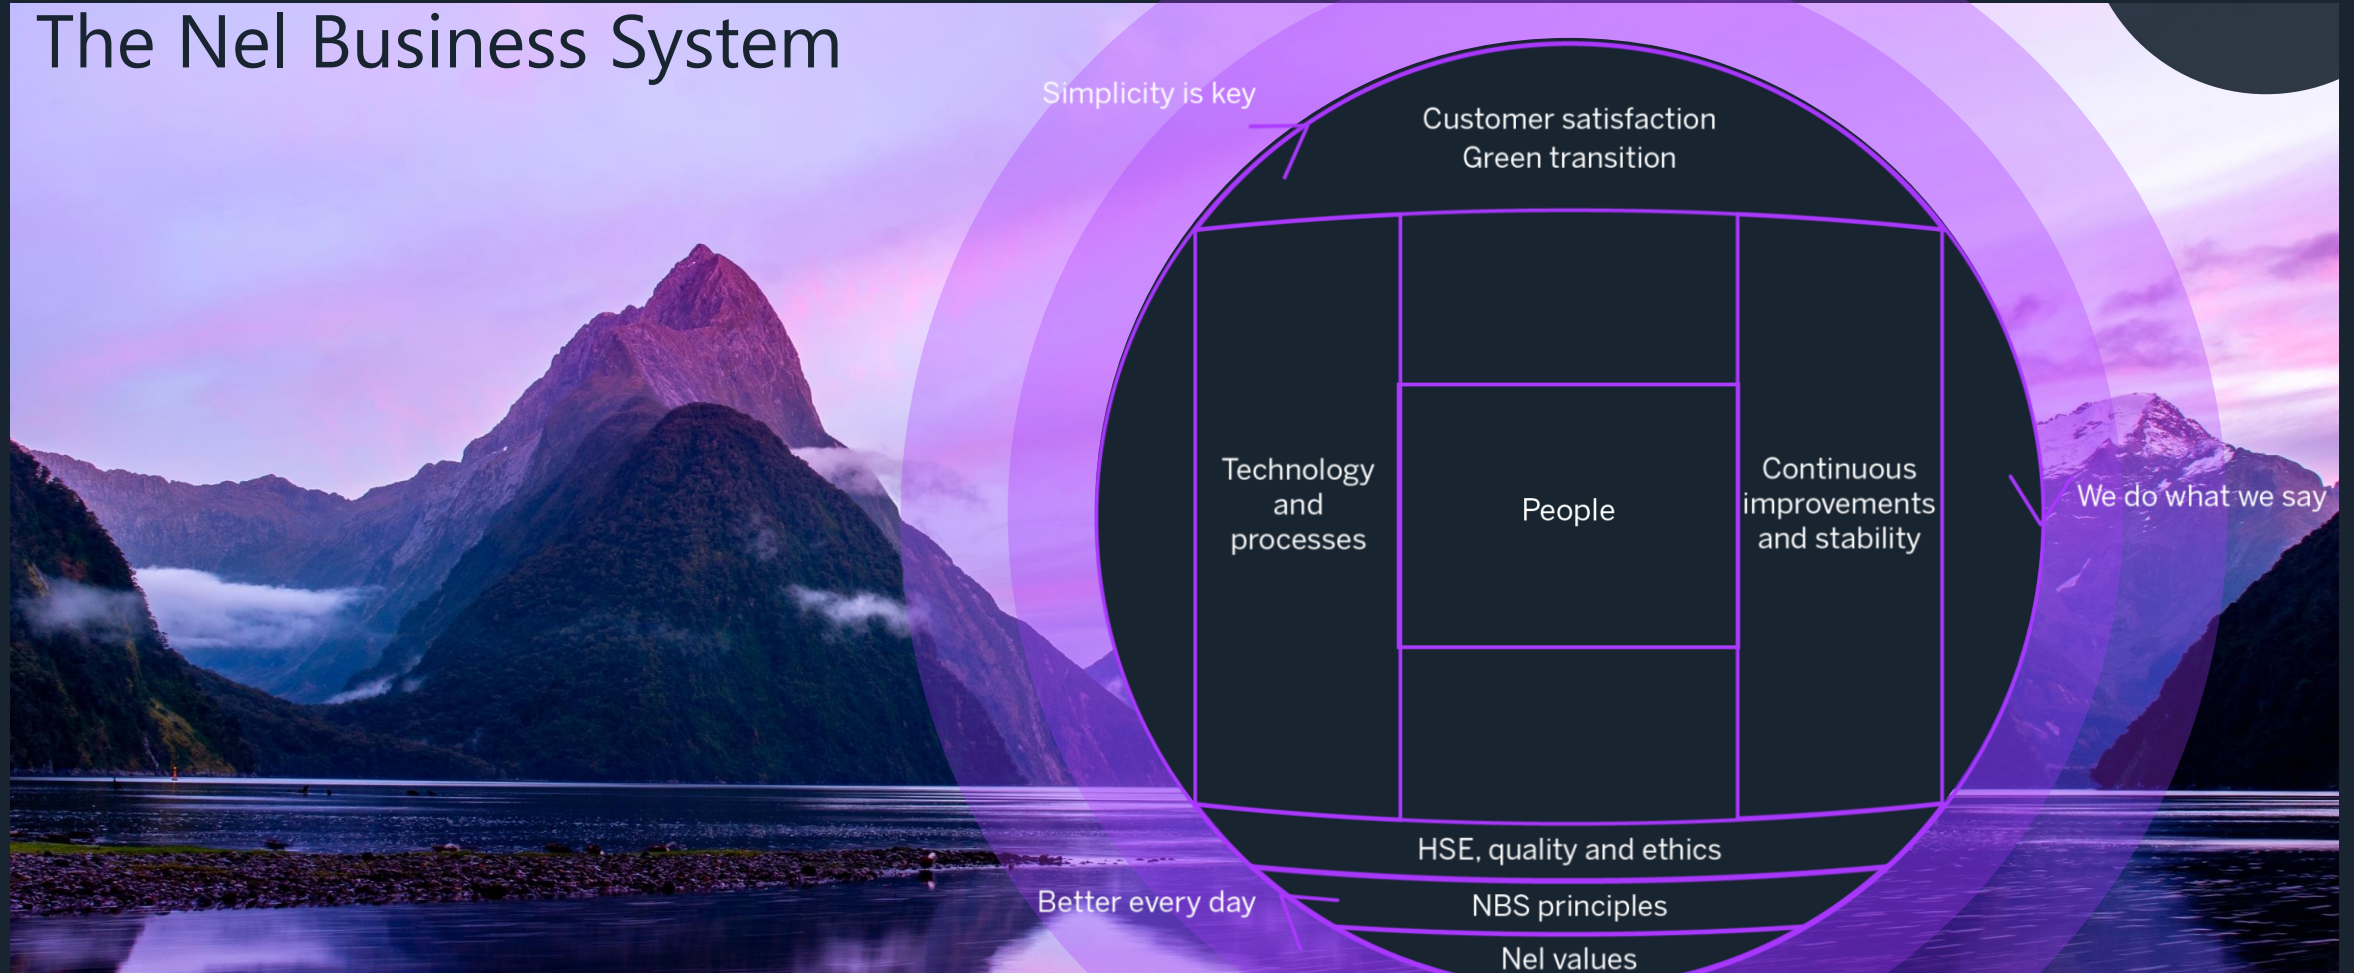 The Nel Business System
Simplicity is key
Customer satisfaction
Green transition
Technology
and
processes
People
Continuous
improvements
and stability
We do what we say
HSE, quality and ethics
Better every day
NBS principles
Nel values